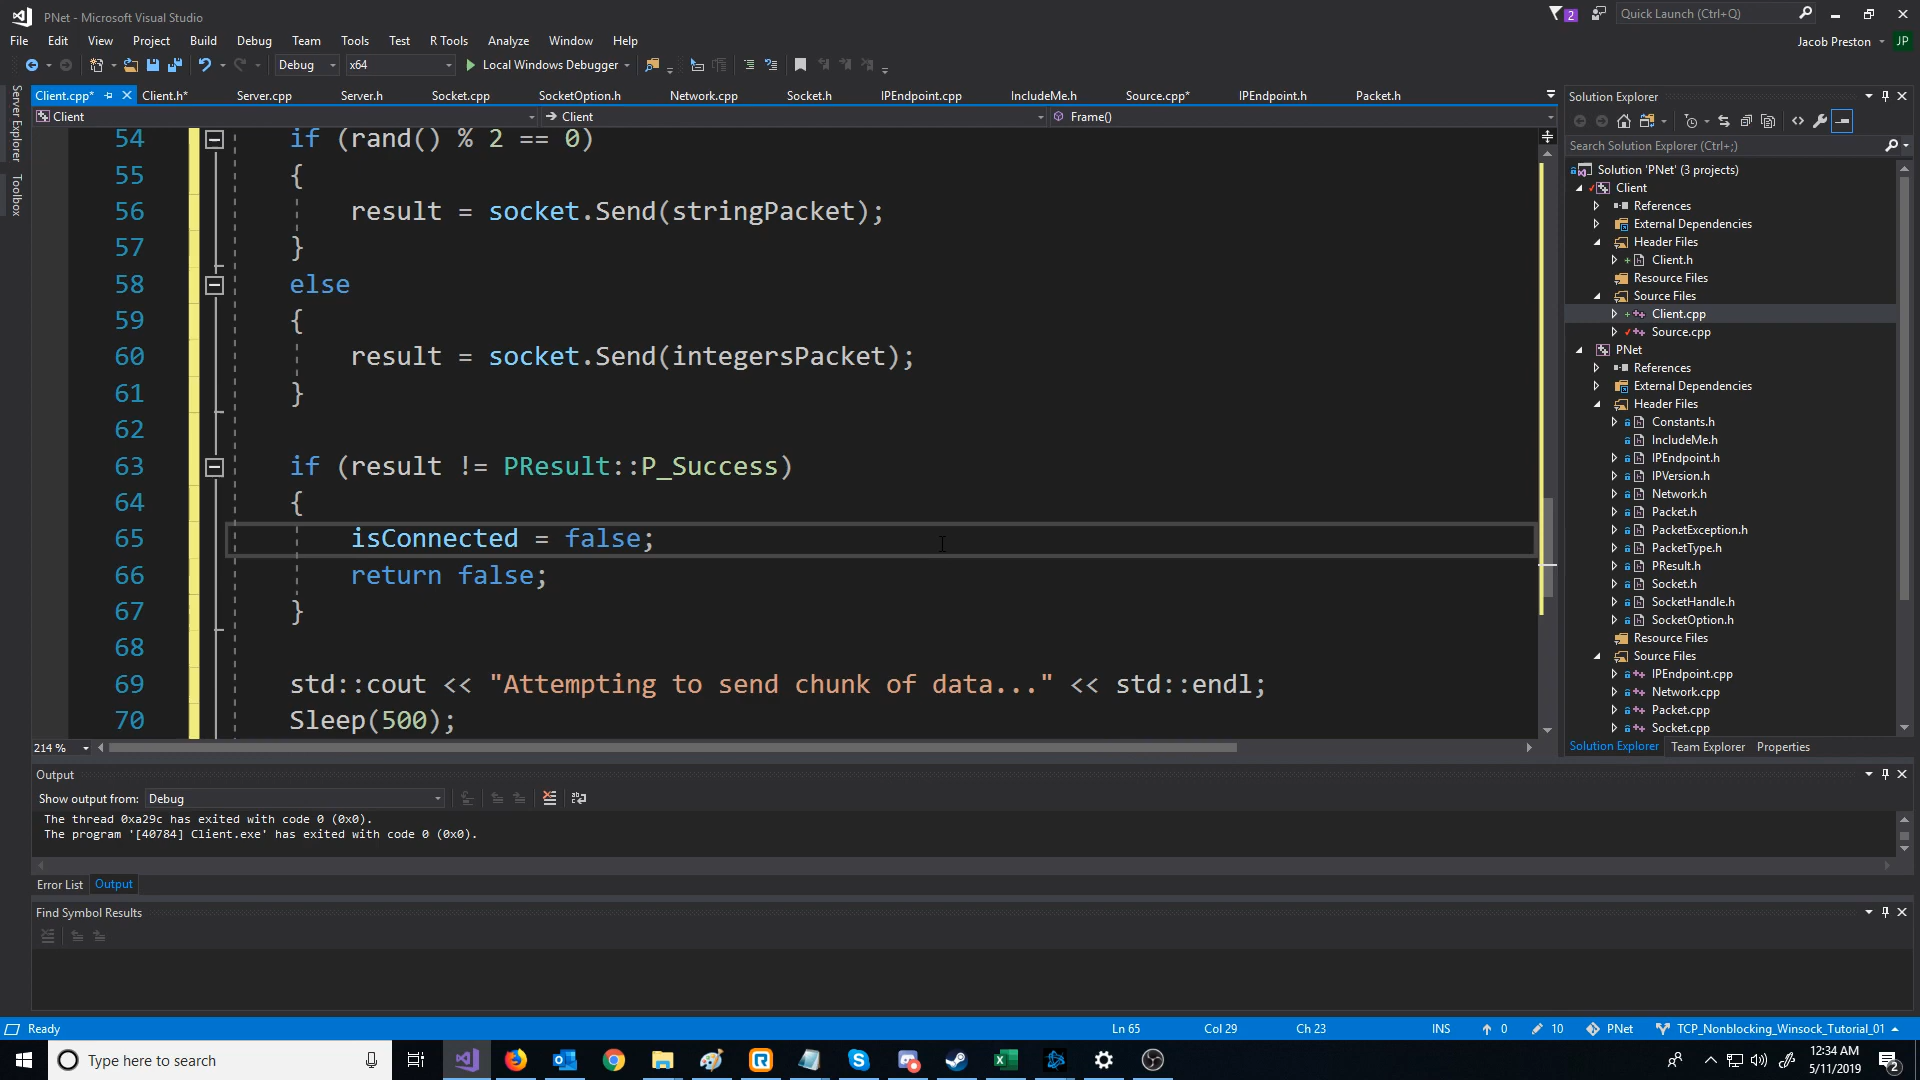 PNet - Microsoft Visual Studio
2
Quick Launch (Ctrl+Q)
File Edit View Project Build Debug Team Tools Test R Tools Analyze Window Help
Jacob Preston JP
Debug x64 Local Windows Debugger
Server Explorer
Toolbox
Client.cpp* Client.h* Server.cpp Server.h Socket.cpp SocketOption.h Network.cpp Socket.h IPEndpoint.cpp IncludeMe.h Source.cpp* IPEndpoint.h Packet.h
Client Client Frame()
54 if (rand() % 2 == 0)
55 {
56 result = socket.Send(stringPacket);
57 }
58 else
59 {
60 result = socket.Send(integersPacket);
61 }
62
63 if (result != PResult::P_Success)
64 {
65 isConnected = false;
66 return false;
67 }
68
69 std::cout << "Attempting to send chunk of data..." << std::endl;
70 Sleep(500);
214 %
Solution Explorer
Search Solution Explorer (Ctrl+;)
Solution 'PNet' (3 projects)
Client
References
External Dependencies
Header Files
Client.h
Resource Files
Source Files
Client.cpp
Source.cpp
PNet
References
External Dependencies
Header Files
Constants.h
IncludeMe.h
IPEndpoint.h
IPVersion.h
Network.h
Packet.h
PacketException.h
PacketType.h
PResult.h
Socket.h
SocketHandle.h
SocketOption.h
Resource Files
Source Files
IPEndpoint.cpp
Network.cpp
Packet.cpp
Socket.cpp
Solution Explorer Team Explorer Properties
Output
Show output from: Debug
The thread 0xa29c has exited with code 0 (0x0).
The program '[40784] Client.exe' has exited with code 0 (0x0).
Error List Output
Find Symbol Results
Ready Ln 65 Col 29 Ch 23 INS 0 10 PNet TCP_Nonblocking_Winsock_Tutorial_01
Type here to search
12:34 AM
5/11/2019
2